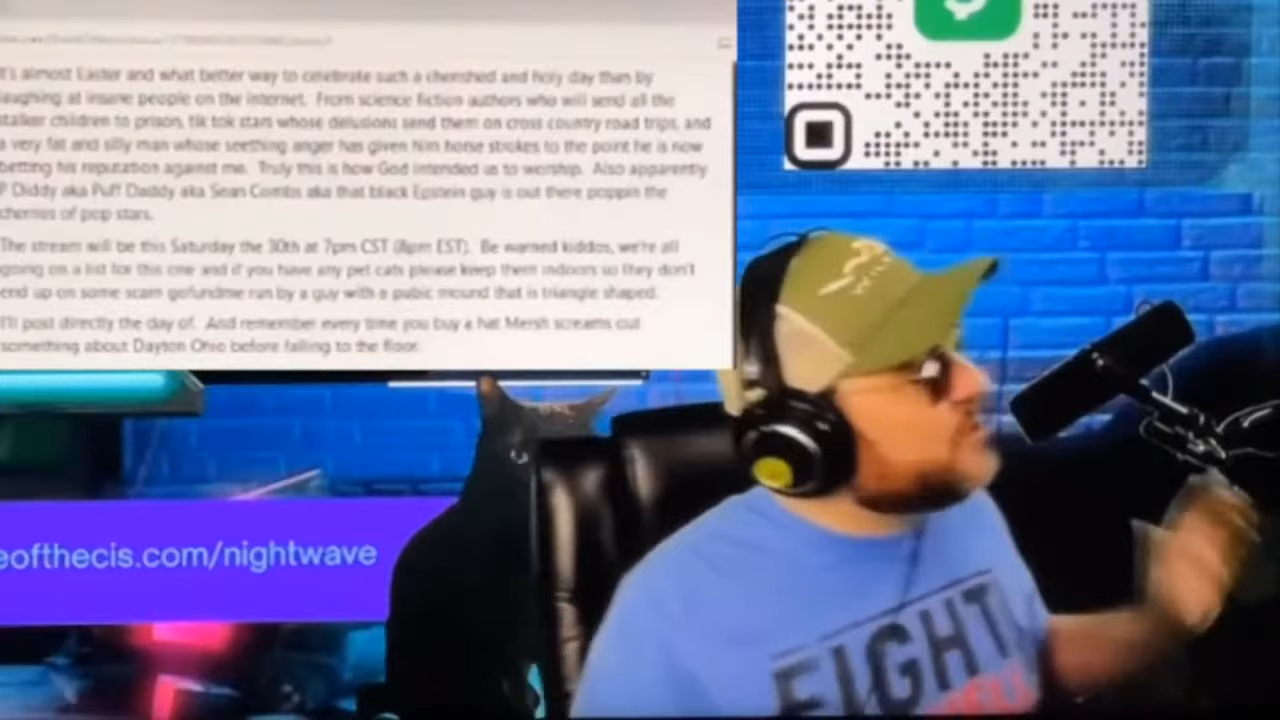 It's almost Easter and what better way to celebrate such a cherished and holy day than by
laughing at insane people on the internet. From science fiction authors who will send all the
stalker children to prison, tik tok stars whose delusions send them on cross country road trips, and
a very fat and silly man whose seething anger has given him horse strokes to the point he is now
betting his reputation against me. Truly this is how God intended us to worship. Also apparently
P Diddy aka Puff Daddy aka Sean Combs aka that black Epstein guy is out there poppin the
cherries of pop stars.
The stream will be this Saturday the 30th at 7pm CST (8pm EST). Be warned kiddos, we're all
going on a list for this one and if you have any pet cats please keep them indoors so they don't
end up on some scam gofundme run by a guy with a pubic mound that is triangle shaped.
I'll post directly the day of. And remember every time you buy a hat Mersh screams out
something about Dayton Ohio before falling to the floor.
eofthecis.com/nightwave
FIGHT